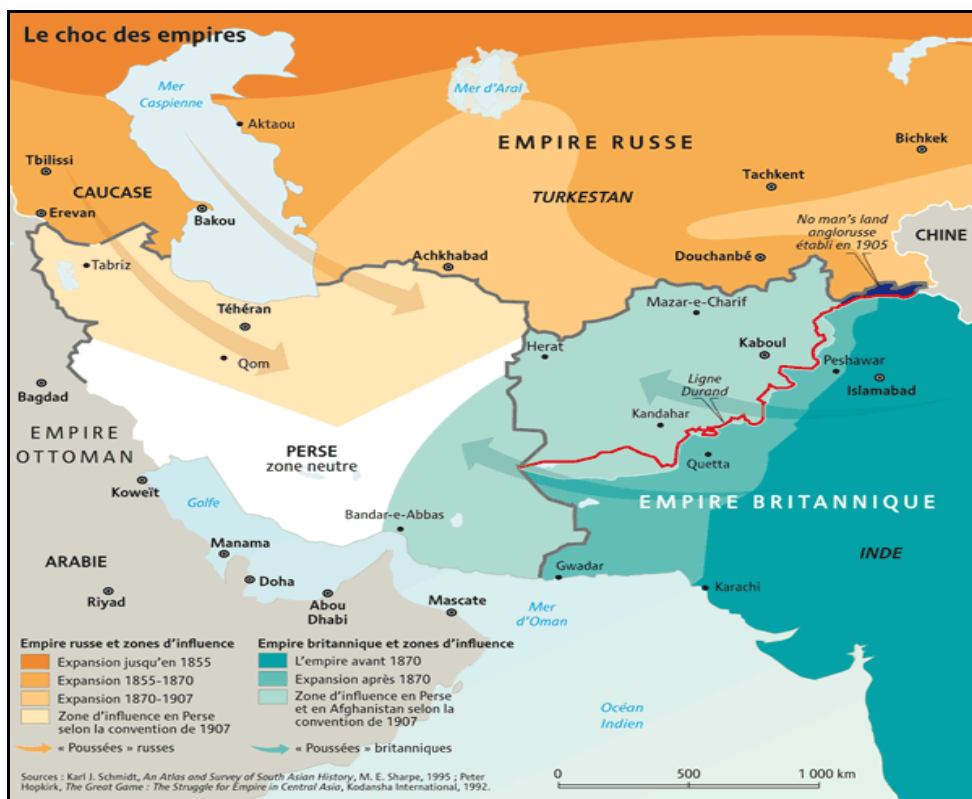 Le choc des empires
Mer
Caspienne
Mer d'Aral
Aktaou
EMPIRE RUSSE
Bichkek
Tbilissi
CAUCASE
Tachkent
TURKESTAN
Erevan
Bakou
No man's land
anglorusse
établi en 1905
CHINE
Tabriz
Achkhabad
Douchanbé
Téhéran
Mazar-e-Charif
Qom
Herat
Kaboul
Peshawar
Islamabad
Bagdad
Ligne
Durand
Kandahar
EMPIRE
OTTOMAN
PERSE
zone neutre
Quetta
Koweït
Golfe
EMPIRE BRITANNIQUE
Bandar-e-Abbas
Manama
INDE
ARABIE
Doha
Gwadar
Riyad
Abou
Dhabi
Mascate
Karachi
Mer
d'Oman
Empire russe et zones d'influence
Expansion jusqu'en 1855
Expansion 1855-1870
Expansion 1870-1907
Zone d'influence en Perse
selon la convention de 1907
« Poussées » russes
Empire britannique et zones d'influence
L'empire avant 1870
Expansion après 1870
Zone d'influence en Perse
et en Afghanistan selon la
convention de 1907
« Poussées » britanniques
Océan
Indien
Sources : Karl J. Schmidt, An Atlas and Survey of South Asian History, M. E. Sharpe, 1995 ; Peter
Hopkirk, The Great Game : The Struggle for Empire in Central Asia, Kodansha International, 1992.
0 500 1 000 km